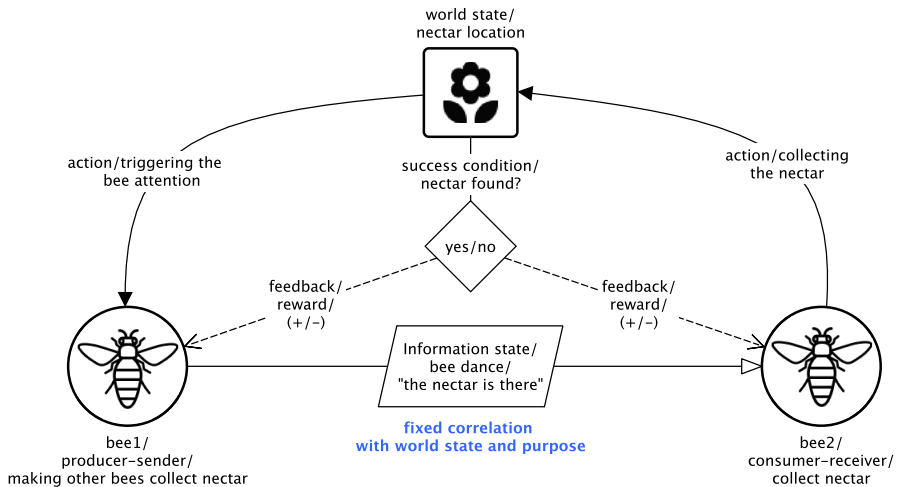 world state/
nectar location
action/triggering the
bee attention
success condition/
nectar found?
action/collecting
the nectar
yes/no
feedback/
reward/
(+/–)
feedback/
reward/
(+/–)
Information state/
bee dance/
"the nectar is there"
fixed correlation
with world state and purpose
bee1/
producer–sender/
making other bees collect nectar
bee2/
consumer–receiver/
collect nectar